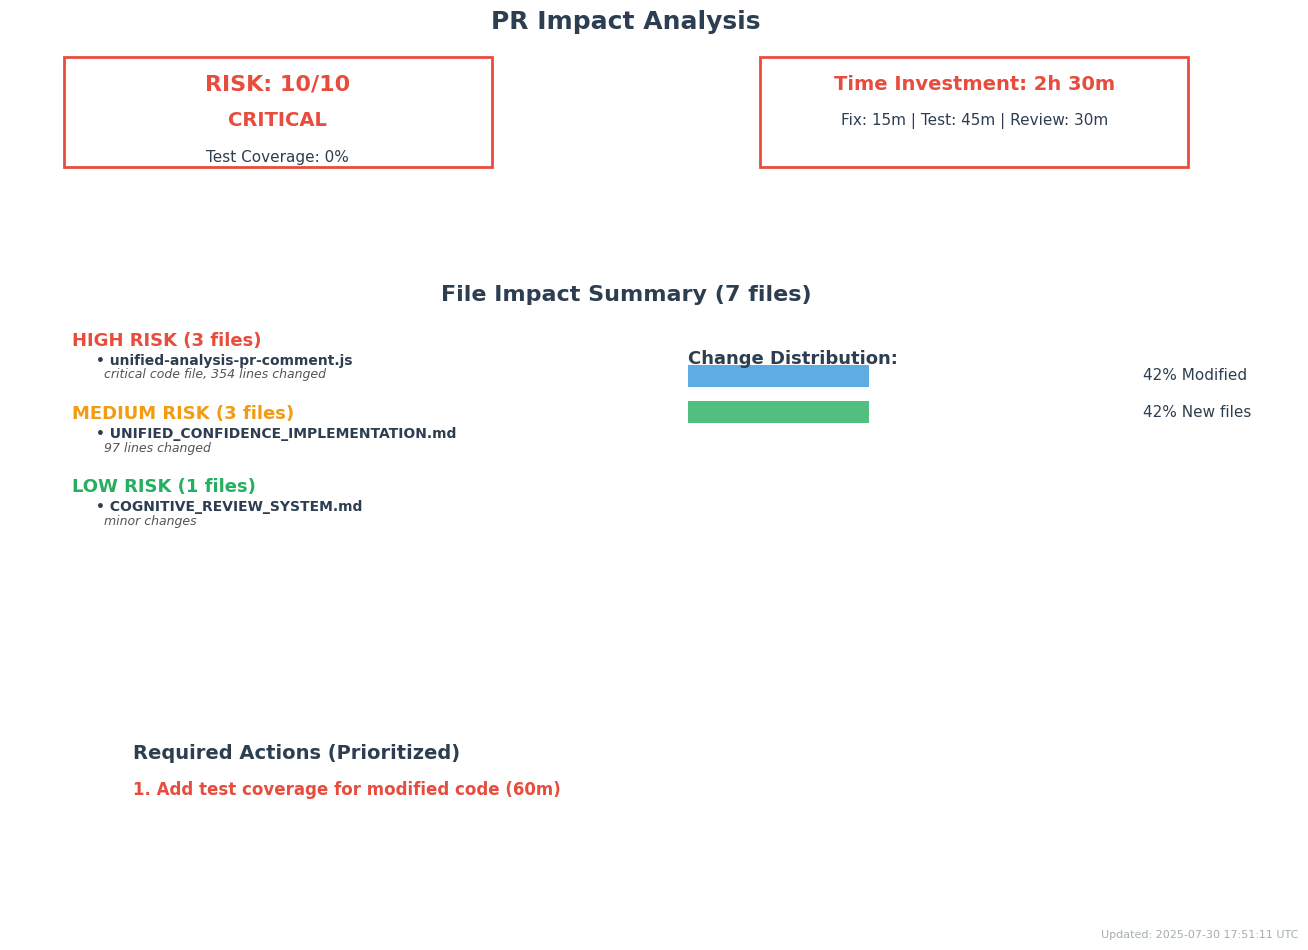 PR Impact Analysis
RISK: 10/10
CRITICAL
Test Coverage: 0%
Time Investment: 2h 30m
Fix: 15m | Test: 45m | Review: 30m
File Impact Summary (7 files)
HIGH RISK (3 files)
• unified-analysis-pr-comment.js
critical code file, 354 lines changed
MEDIUM RISK (3 files)
• UNIFIED_CONFIDENCE_IMPLEMENTATION.md
97 lines changed
LOW RISK (1 files)
• COGNITIVE_REVIEW_SYSTEM.md
minor changes
Change Distribution:
42% Modified
42% New files
Required Actions (Prioritized)
1. Add test coverage for modified code (60m)
Updated: 2025-07-30 17:51:11 UTC